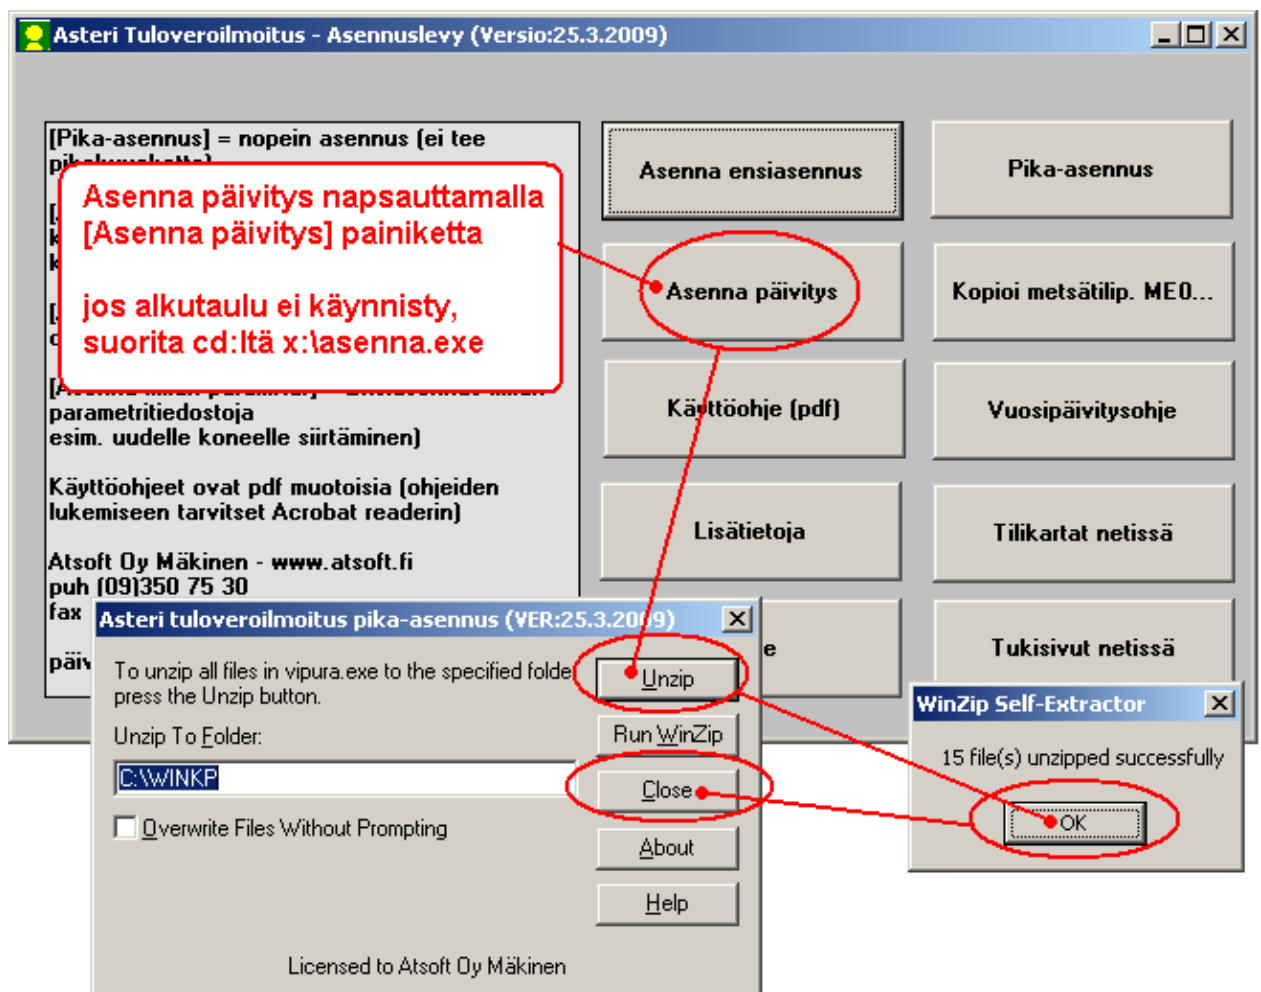 Asteri Tuloveroilmoitus - Asennuslevy (Versio:25.3.2009)
[Pika-asennus] = nopein asennus (ei tee
Asenna päivitys napsauttamalla
[Asenna päivitys] painiketta
jos alkutaulu ei käynnisty,
suorita cd:ltä x:\asenna.exe
parametritiedostoja
esim. uudelle koneelle siirtäminen)
Käyttöohjeet ovat pdf muotoisia (ohjeiden
lukemiseen tarvitset Acrobat readerin)
Atsoft Oy Mäkinen - www.atsoft.fi
puh (09)350 75 30
fax
Asenna ensiasennus
Pika-asennus
Asenna päivitys
Kopioi metsätilip. ME0...
Käyttöohje (pdf)
Vuosipäivitysohje
Lisätietoja
Tilikartat netissä
Tukisivut netissä
Asteri tuloveroilmoitus pika-asennus (VER:25.3.2009)
To unzip all files in vipura.exe to the specified folde
press the Unzip button.
Unzip To Folder:
C:\WINKP
Overwrite Files Without Prompting
Unzip
Run WinZip
Close
About
Help
Licensed to Atsoft Oy Mäkinen
WinZip Self-Extractor
15 file(s) unzipped successfully
OK